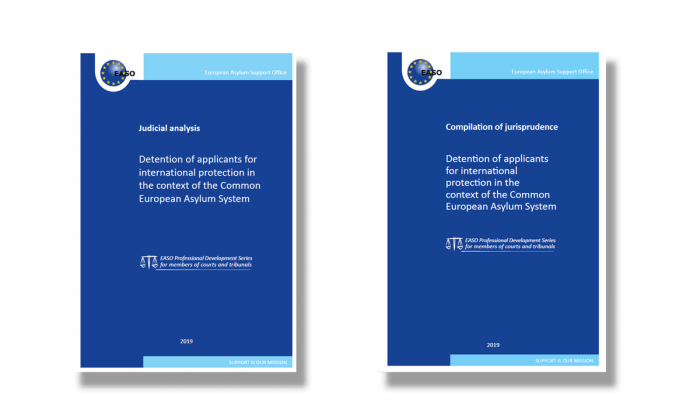 EASO
European Asylum Support Office
Judicial analysis
Detention of applicants for
international protection in
the context of the Common
European Asylum System
EASO Professional Development Series
for members of courts and tribunals
2019
SUPPORT IS OUR MISSION
EASO
European Asylum Support Office
Compilation of jurisprudence
Detention of applicants
for international
protection in the
context of the Common
European Asylum System
EASO Professional Development Series
for members of courts and tribunals
2019
SUPPORT IS OUR MISSION